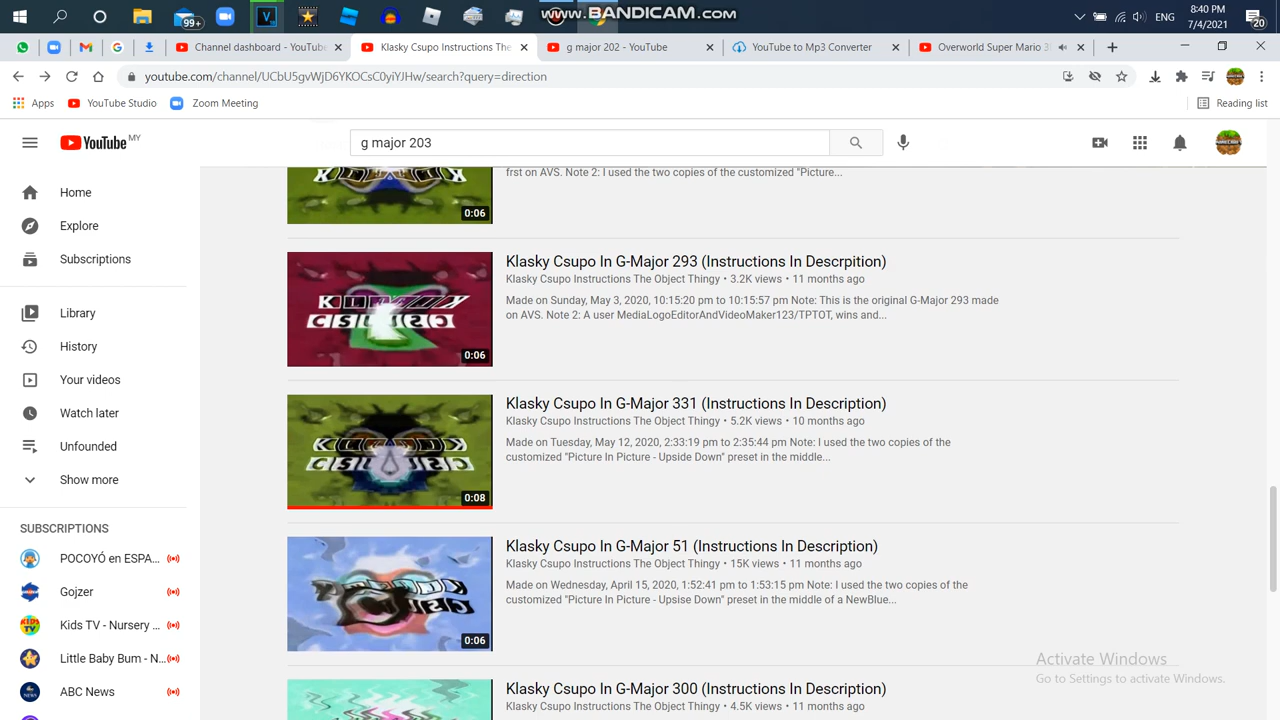 99+
V
www.BANDICAM.com
ENG
8:40 PM
7/4/2021
20
Channel dashboard - YouTube
Klasky Csupo Instructions The
g major 202 - YouTube
YouTube to Mp3 Converter
Overworld Super Mario 3
youtube.com/channel/UCbU5gvWjD6YKOCsC0yiYJHw/search?query=direction
Apps
YouTube Studio
Zoom Meeting
Reading list
YouTube MY
g major 203
Home
Explore
Subscriptions
Library
History
Your videos
Watch later
Unfounded
Show more
SUBSCRIPTIONS
POCOYÓ en ESPA...
Gojzer
Kids TV - Nursery ...
Little Baby Bum - N...
ABC News
frst on AVS. Note 2: I used the two copies of the customized "Picture...
0:06
Klasky Csupo In G-Major 293 (Instructions In Descrpition)
Klasky Csupo Instructions The Object Thingy • 3.2K views • 11 months ago
Made on Sunday, May 3, 2020, 10:15:20 pm to 10:15:57 pm Note: This is the original G-Major 293 made
on AVS. Note 2: A user MediaLogoEditorAndVideoMaker123/TPTOT, wins and...
0:06
Klasky Csupo In G-Major 331 (Instructions In Description)
Klasky Csupo Instructions The Object Thingy • 5.2K views • 10 months ago
Made on Tuesday, May 12, 2020, 2:33:19 pm to 2:35:44 pm Note: I used the two copies of the
customized "Picture In Picture - Upside Down" preset in the middle...
0:08
Klasky Csupo In G-Major 51 (Instructions In Description)
Klasky Csupo Instructions The Object Thingy • 15K views • 11 months ago
Made on Wednesday, April 15, 2020, 1:52:41 pm to 1:53:15 pm Note: I used the two copies of the
customized "Picture In Picture - Upsise Down" preset in the middle of a NewBlue...
0:06
Klasky Csupo In G-Major 300 (Instructions In Description)
Klasky Csupo Instructions The Object Thingy • 4.5K views • 11 months ago
Activate Windows
Go to Settings to activate Windows.